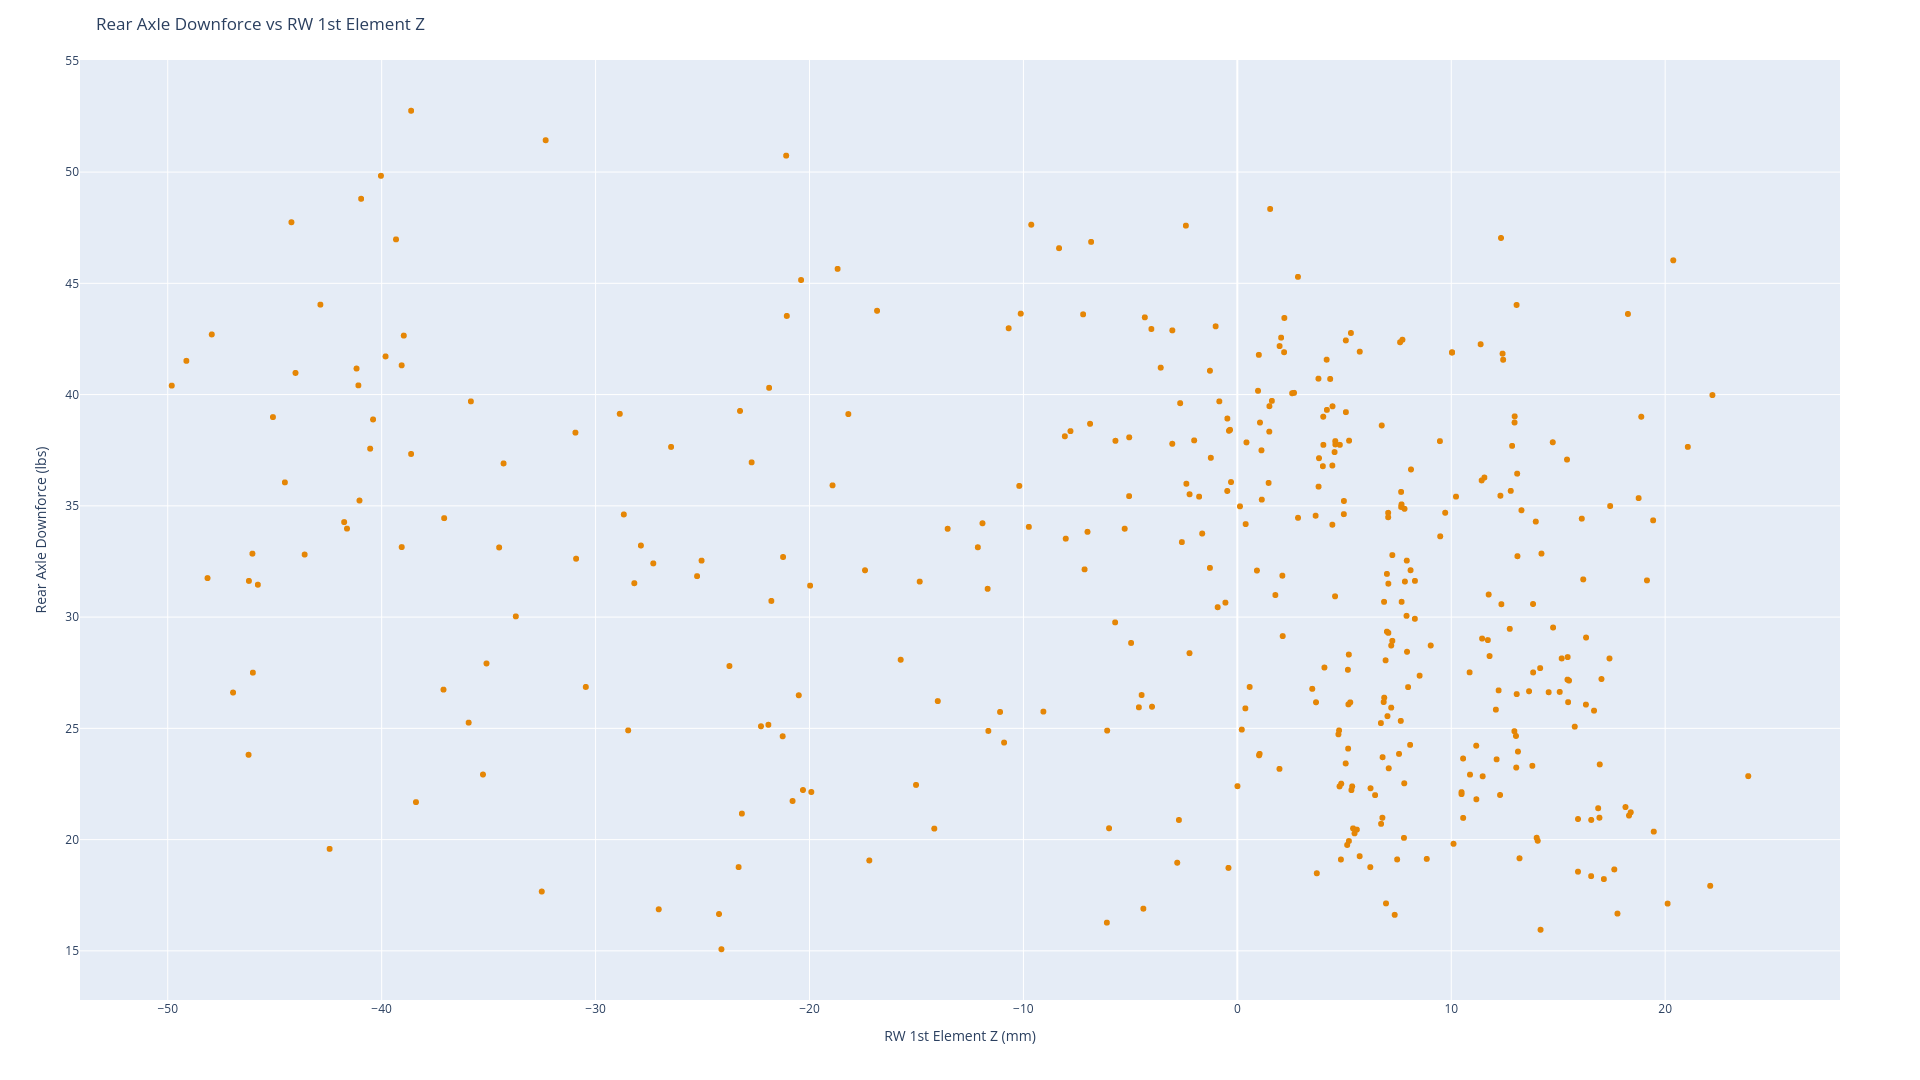 Rear Axle Downforce vs RW 1st Element Z
55
50
45
40
35
30
25
20
15
Rear Axle Downforce (lbs)
−50 −40 −30 −20 −10 0 10 20
RW 1st Element Z (mm)